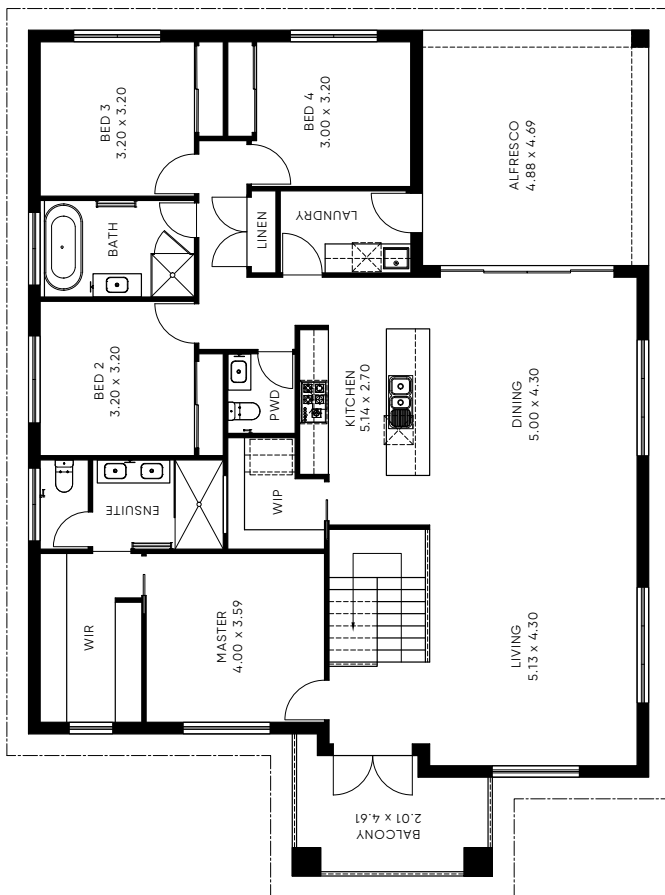 BED 3
3.20 x 3.20
BED 4
3.00 x 3.20
ALFRESCO
4.88 x 4.69
BATH
LINEN
LAUNDRY
BED 2
3.20 x 3.20
PWD
KITCHEN
5.14 x 2.70
DINING
5.00 x 4.30
ENSUITE
WIP
WIR
MASTER
4.00 x 3.59
LIVING
5.13 x 4.30
BALCONY
2.01 x 4.61